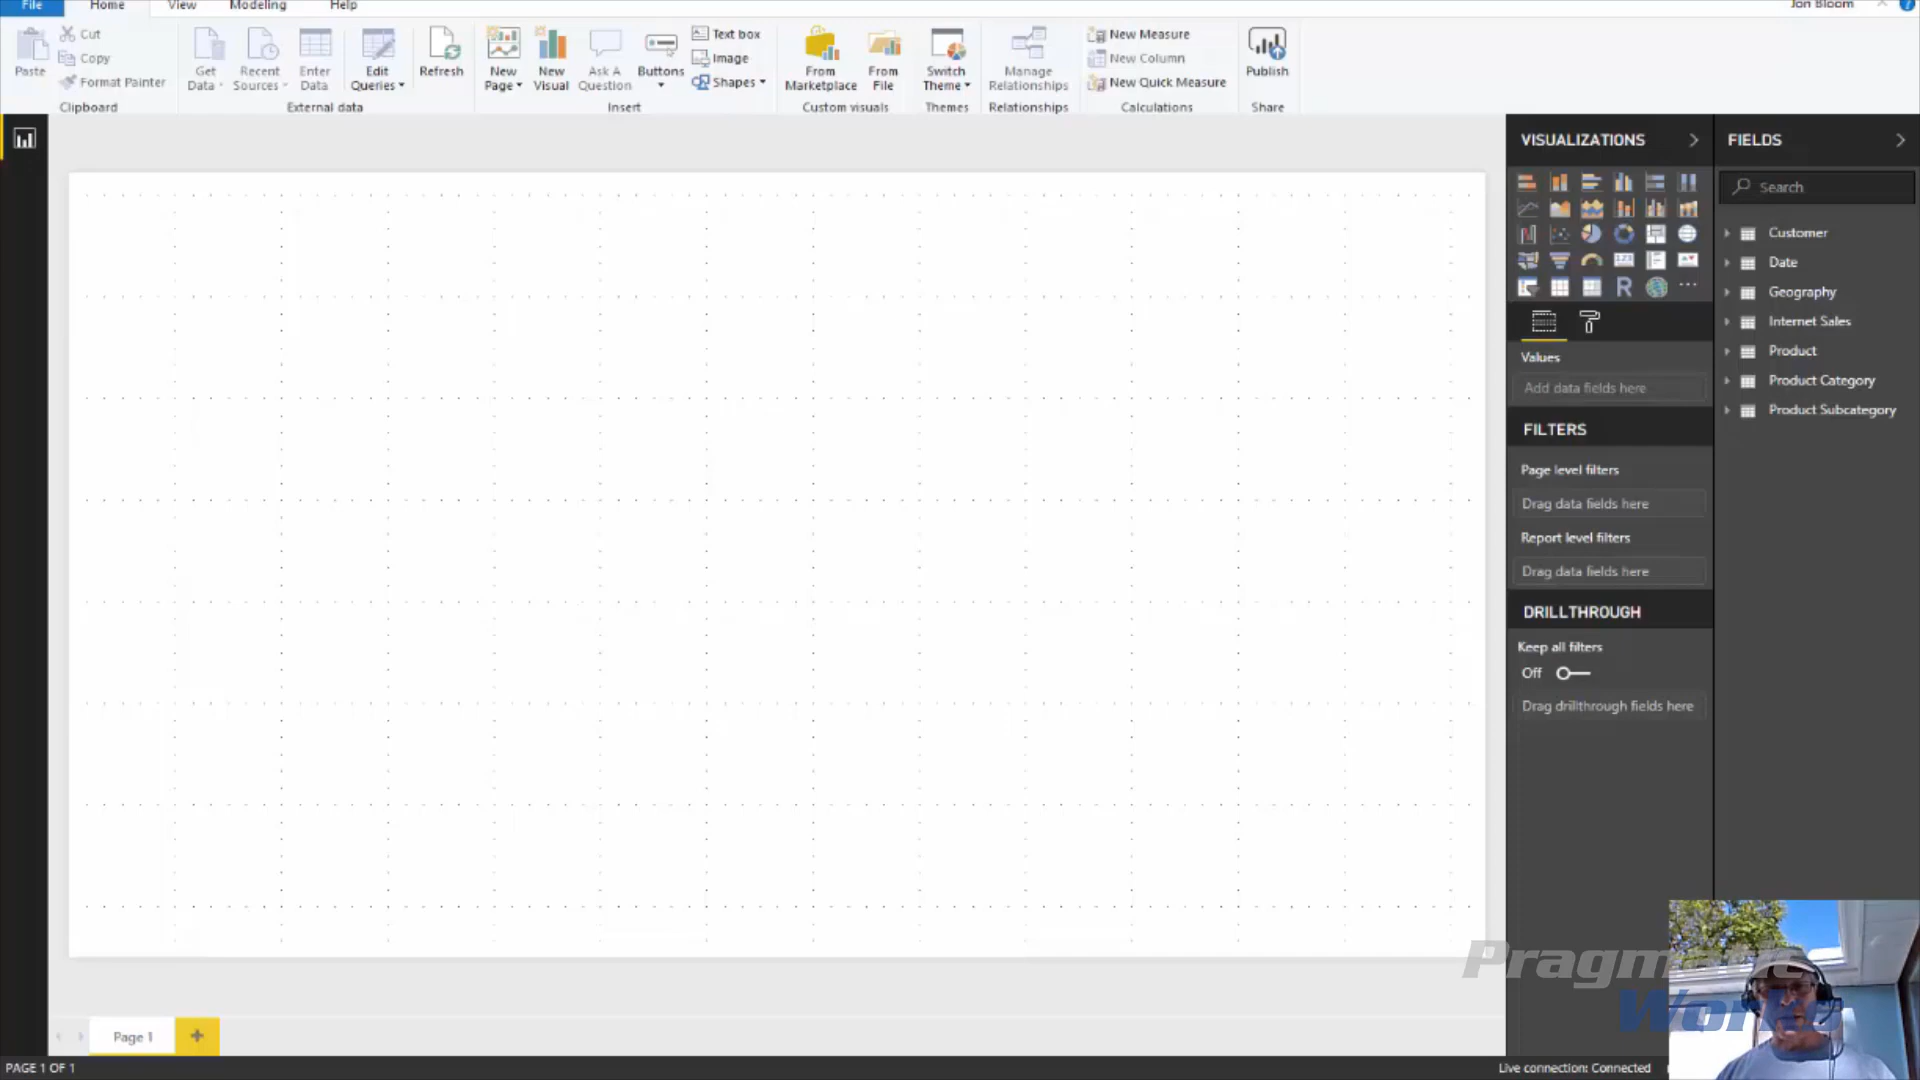 File Home View Modeling Help Jon Bloom ?
Paste Cut
Copy
Format Painter
Clipboard
Get Data Recent Sources Enter Data Edit Queries Refresh
External data
New Page New Visual Ask A Question Buttons Text box
Image
Shapes
Insert
From Marketplace From File
Custom visuals
Switch Theme
Themes
Manage Relationships
Relationships
New Measure
New Column
New Quick Measure
Calculations
Publish
Share
VISUALIZATIONS
R
Values
Add data fields here
FILTERS
Page level filters
Drag data fields here
Report level filters
Drag data fields here
DRILLTHROUGH
Keep all filters
Off
Drag drillthrough fields here
FIELDS
Search
Customer
Date
Geography
Internet Sales
Product
Product Category
Product Subcategory
Pragmatic
Works
Page 1 +
PAGE 1 OF 1
Live connection: Connected